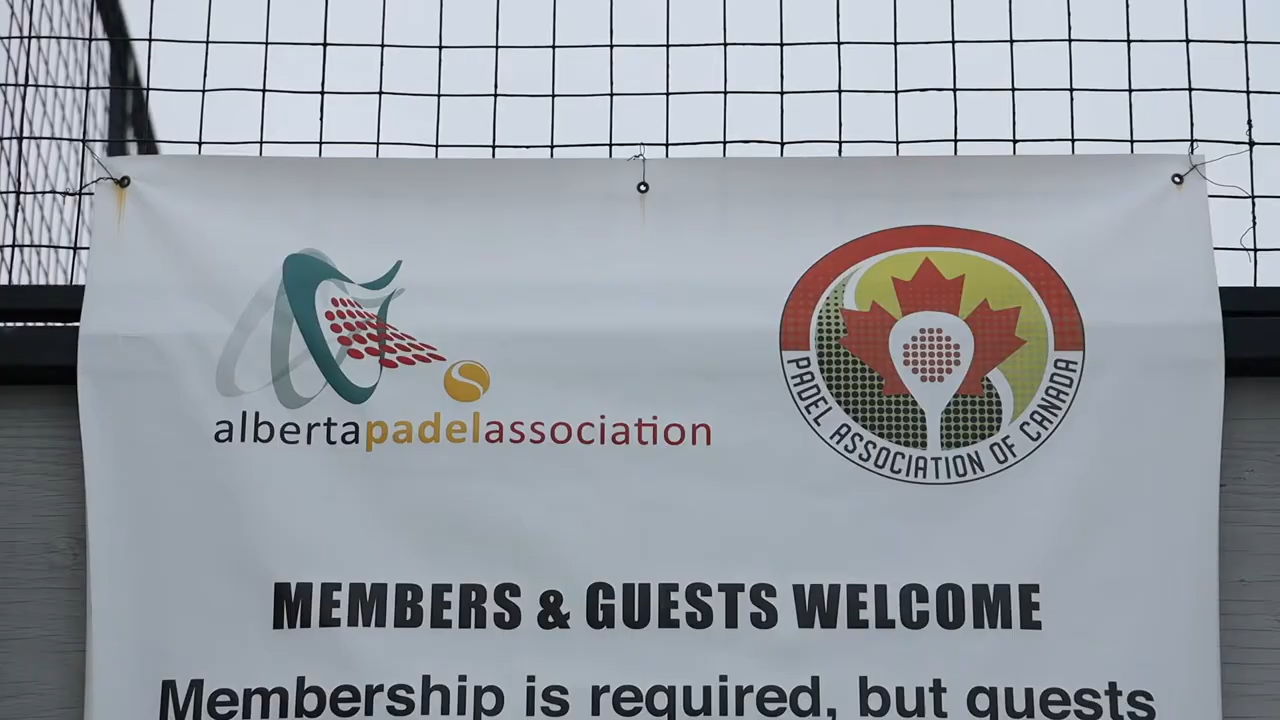 albertapadelassociation
PADEL ASSOCIATION OF CANADA
MEMBERS & GUESTS WELCOME
Membership is required, but guests